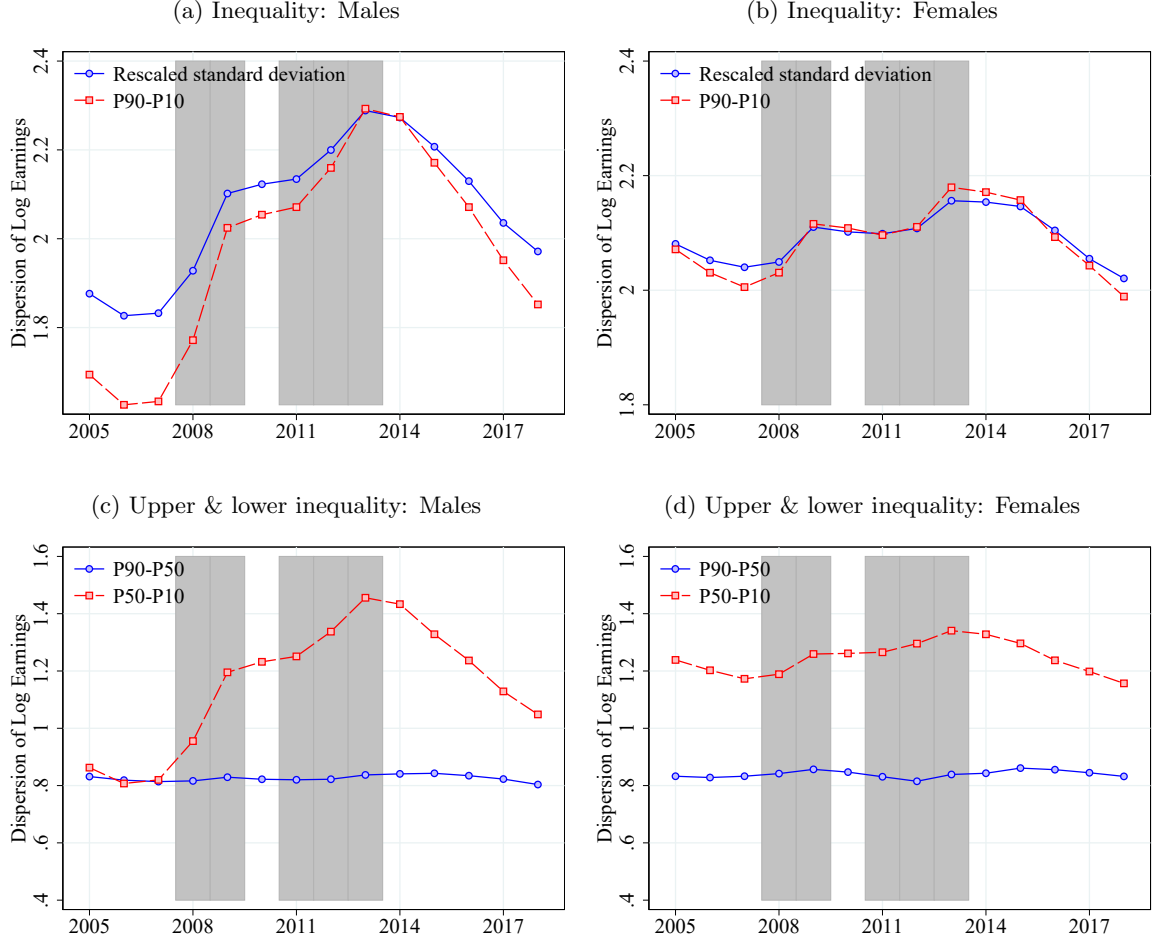 (a) Inequality: Males
Dispersion of Log Earnings
2.4
2.2
2
1.8
Rescaled standard deviation
P90-P10
2005
2008
2011
2014
2017
(b) Inequality: Females
Dispersion of Log Earnings
2.4
2.2
2
1.8
Rescaled standard deviation
P90-P10
2005
2008
2011
2014
2017
(c) Upper & lower inequality: Males
Dispersion of Log Earnings
1.6
1.4
1.2
1
.8
.6
.4
P90-P50
P50-P10
2005
2008
2011
2014
2017
(d) Upper & lower inequality: Females
Dispersion of Log Earnings
1.6
1.4
1.2
1
.8
.6
.4
P90-P50
P50-P10
2005
2008
2011
2014
2017